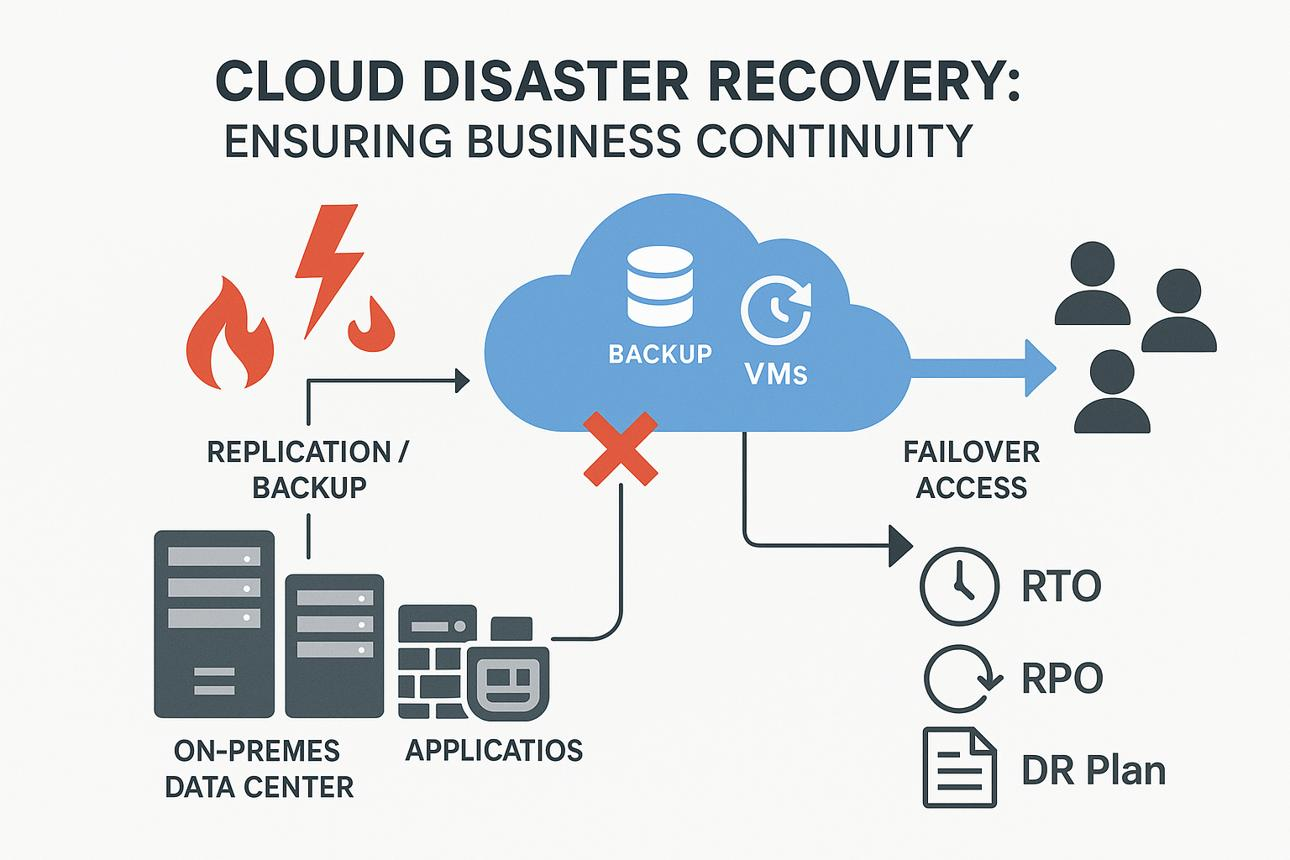 CLOUD DISASTER RECOVERY:
ENSURING BUSINESS CONTINUITY
BACKUP
VMs
REPLICATION /
BACKUP
FAILOVER
ACCESS
ON-PREMES
DATA CENTER
APPLICATIOS
RTO
RPO
DR Plan